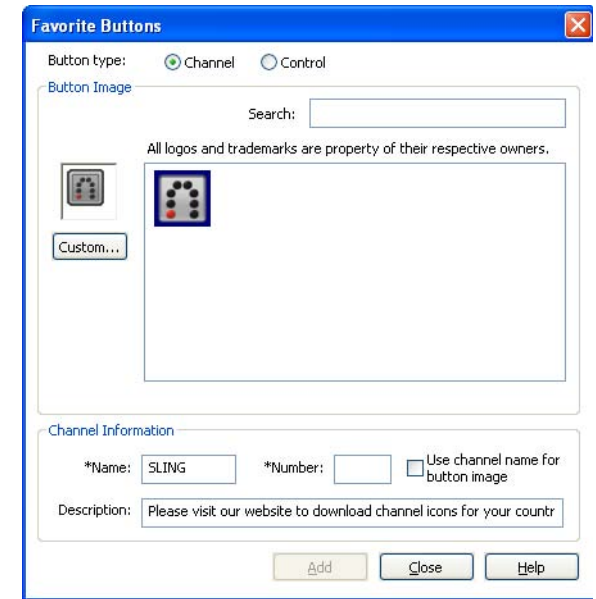 Favorite Buttons
Button type: Channel Control
Button Image
Search:
All logos and trademarks are property of their respective owners.
Custom...
Channel Information
*Name: SLING *Number: Use channel name for
button image
Description: Please visit our website to download channel icons for your countr
Add Close Help